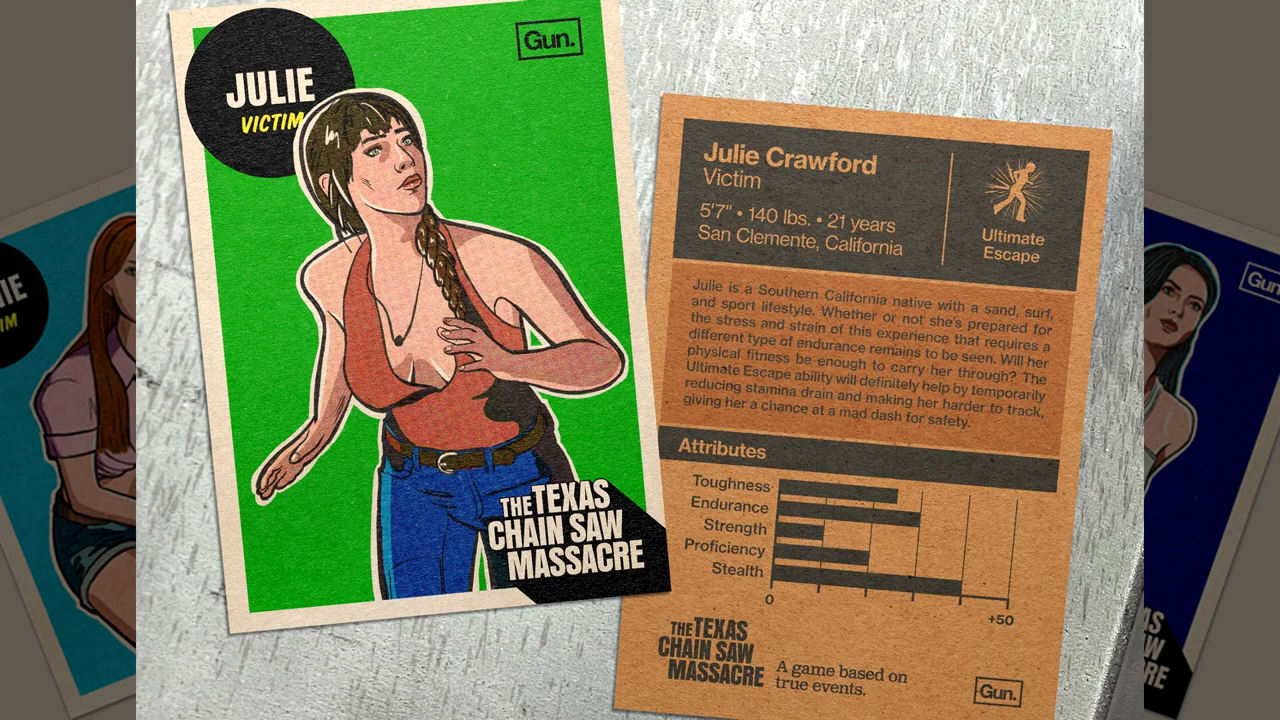 JULIE
VICTIM
Gun.
THE TEXAS
CHAIN SAW
MASSACRE
Julie Crawford
Victim
5'7" • 140 lbs. • 21 years
San Clemente, California
Ultimate
Escape
Julie is a Southern California native with a sand, surf,
and sport lifestyle. Whether or not she's prepared for
the stress and strain of this experience that requires a
different type of endurance remains to be seen. Will her
physical fitness be enough to carry her through? The
Ultimate Escape ability will definitely help by temporarily
reducing stamina drain and making her harder to track,
giving her a chance at a mad dash for safety.
Attributes
Toughness
Endurance
Strength
Proficiency
Stealth
0
+50
THE TEXAS
CHAIN SAW
MASSACRE
A game based on
true events.
Gun.
Gun